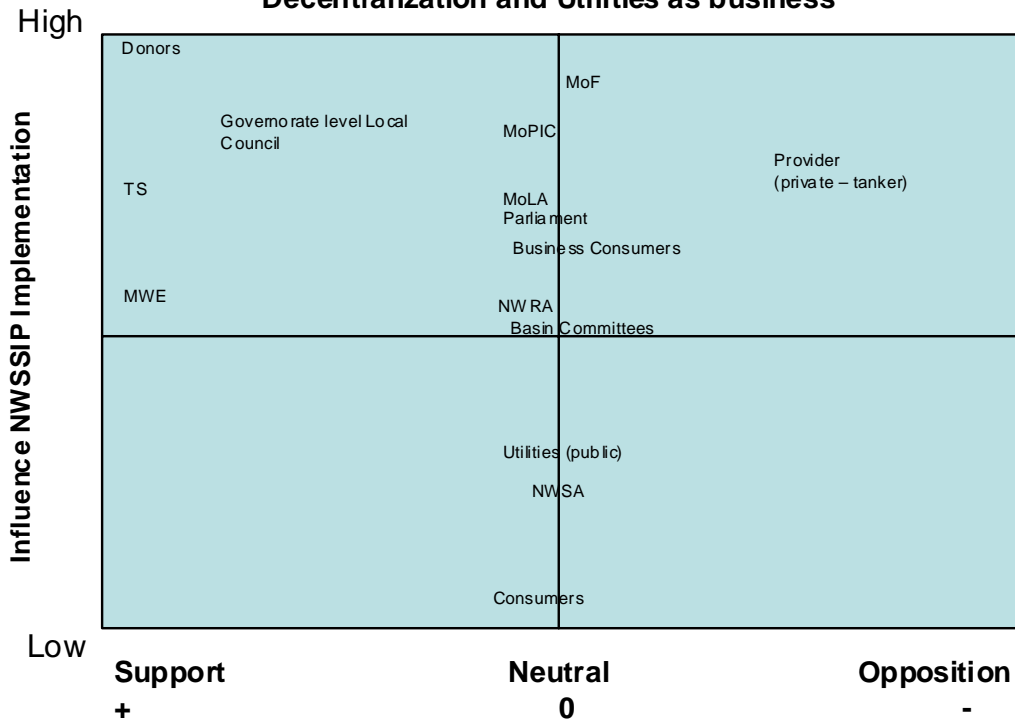 Decentralization and Utilities as business
High
Donors
MoF
Governorate level Local
Council
MoPIC
Provider
(private – tanker)
TS
MoLA
Parliament
Business Consumers
MWE
NWRA
Basin Committees
Influence NWSSIP Implementation
Utilities (public)
NWSA
Consumers
Low
Support
Neutral
Opposition
+
0
-